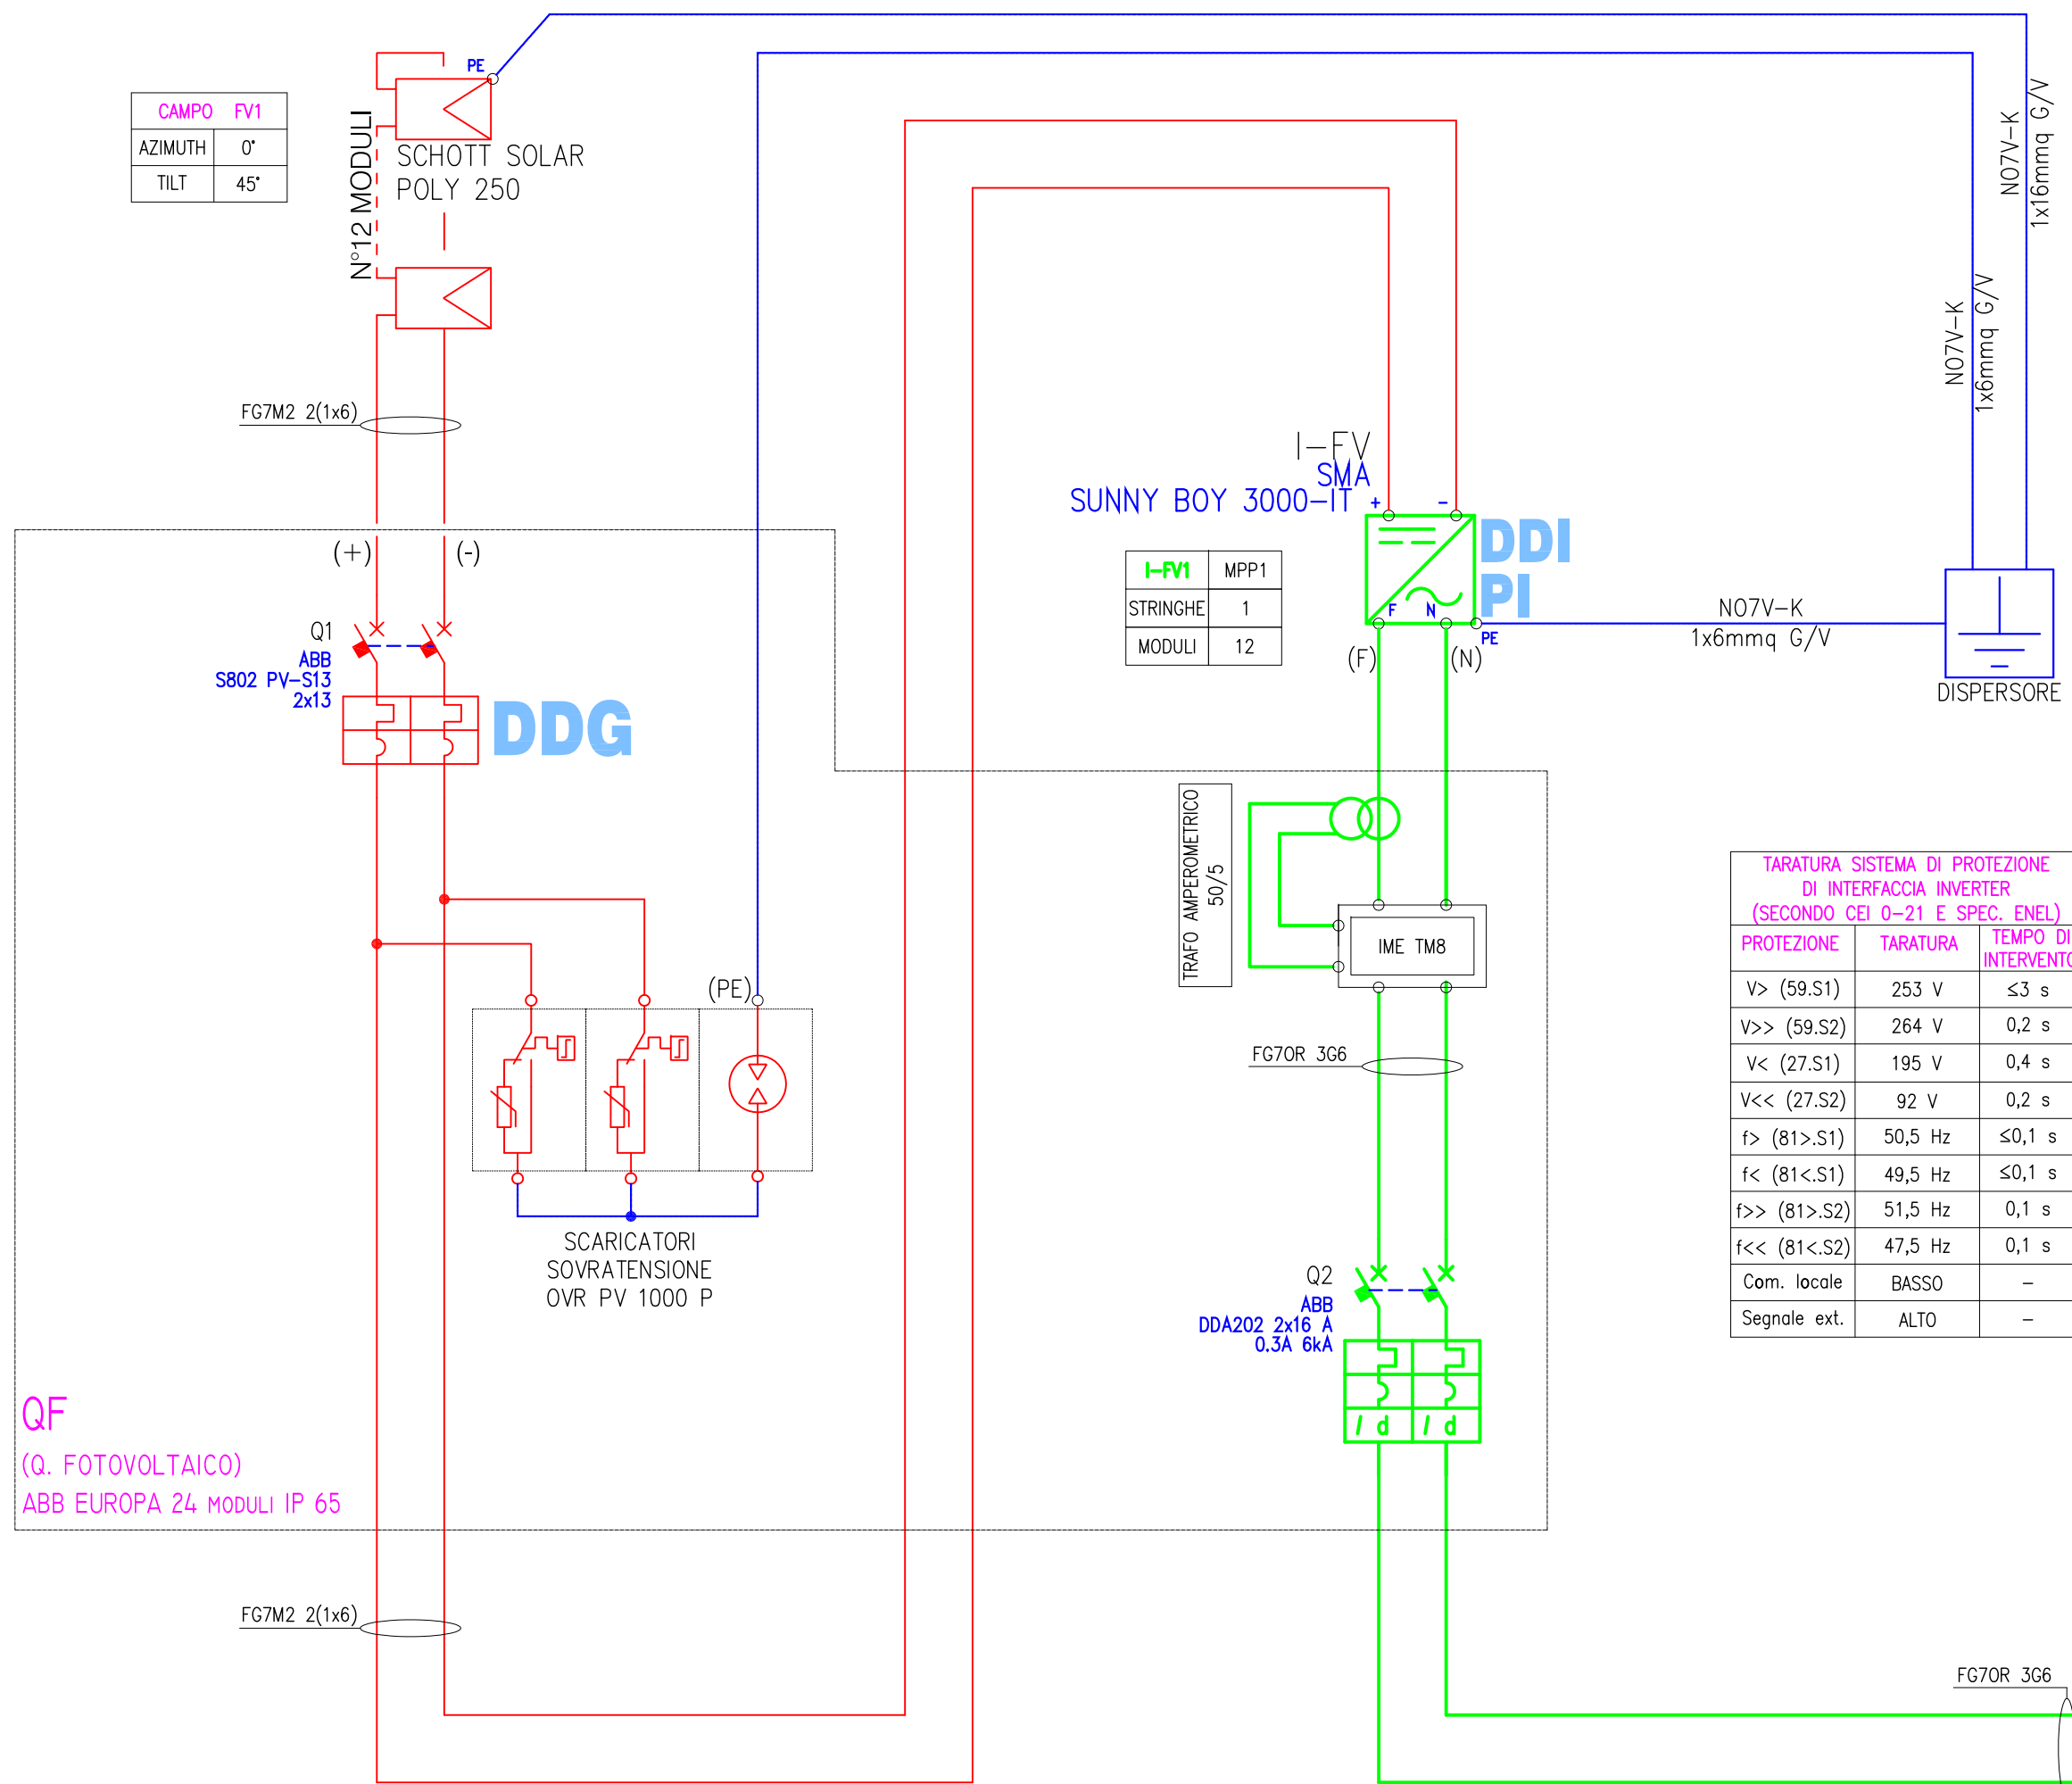 CAMPO FV1
AZIMUTH 0°
TILT 45°
N°12 MODULI
PE
SCHOTT SOLAR
POLY 250
FG7M2 2(1x6)
(+) (-)
Q1
ABB
S802 PV-S13
2x13
DDG
I-FV
SMA
SUNNY BOY 3000-IT
+ -
DDI
PI
F N
PE
(F) (N)
I-FV1 MPP1
STRINGHE 1
MODULI 12
NO7V-K
1x16mmq G/V
NO7V-K
1x6mmq G/V
NO7V-K
1x6mmq G/V
DISPERSORE
TRAFO AMPEROMETRICO
50/5
IME TM8
FG7OR 3G6
(PE)
SCARICATORI
SOVRATENSIONE
OVR PV 1000 P
Q2
ABB
DDA202 2x16 A
0.3A 6kA
I d I d
TARATURA SISTEMA DI PROTEZIONE
DI INTERFACCIA INVERTER
(SECONDO CEI 0-21 E SPEC. ENEL)
PROTEZIONE TARATURA TEMPO DI
INTERVENTO
V> (59.S1) 253 V ≤3 s
V>> (59.S2) 264 V 0,2 s
V< (27.S1) 195 V 0,4 s
V<< (27.S2) 92 V 0,2 s
f> (81>.S1) 50,5 Hz ≤0,1 s
f< (81<.S1) 49,5 Hz ≤0,1 s
f>> (81>.S2) 51,5 Hz 0,1 s
f<< (81<.S2) 47,5 Hz 0,1 s
Com. locale BASSO -
Segnale ext. ALTO -
QF
(Q. FOTOVOLTAICO)
ABB EUROPA 24 MODULI IP 65
FG7M2 2(1x6)
FG7OR 3G6